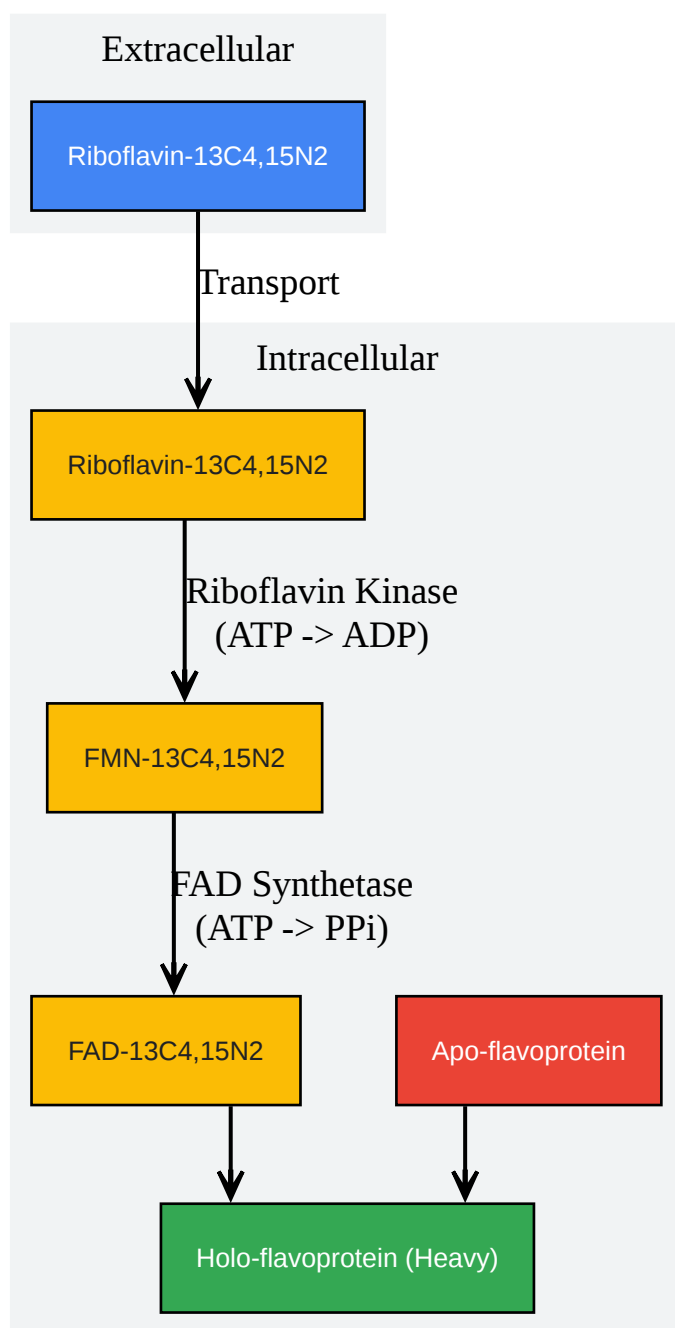 Extracellular
Riboflavin-13C4,15N2
Transport
Intracellular
Riboflavin-13C4,15N2
Riboflavin Kinase
(ATP -> ADP)
FMN-13C4,15N2
FAD Synthetase
(ATP -> PPi)
FAD-13C4,15N2
Apo-flavoprotein
Holo-flavoprotein (Heavy)